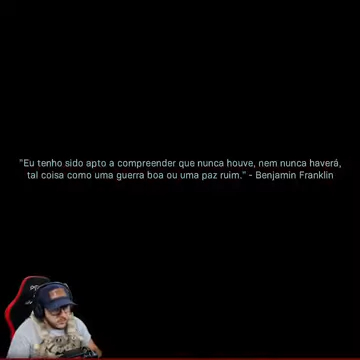 "Eu tenho sido apto a compreender que nunca houve, nem nunca haverá,
tal coisa como uma guerra boa ou uma paz ruim." - Benjamin Franklin